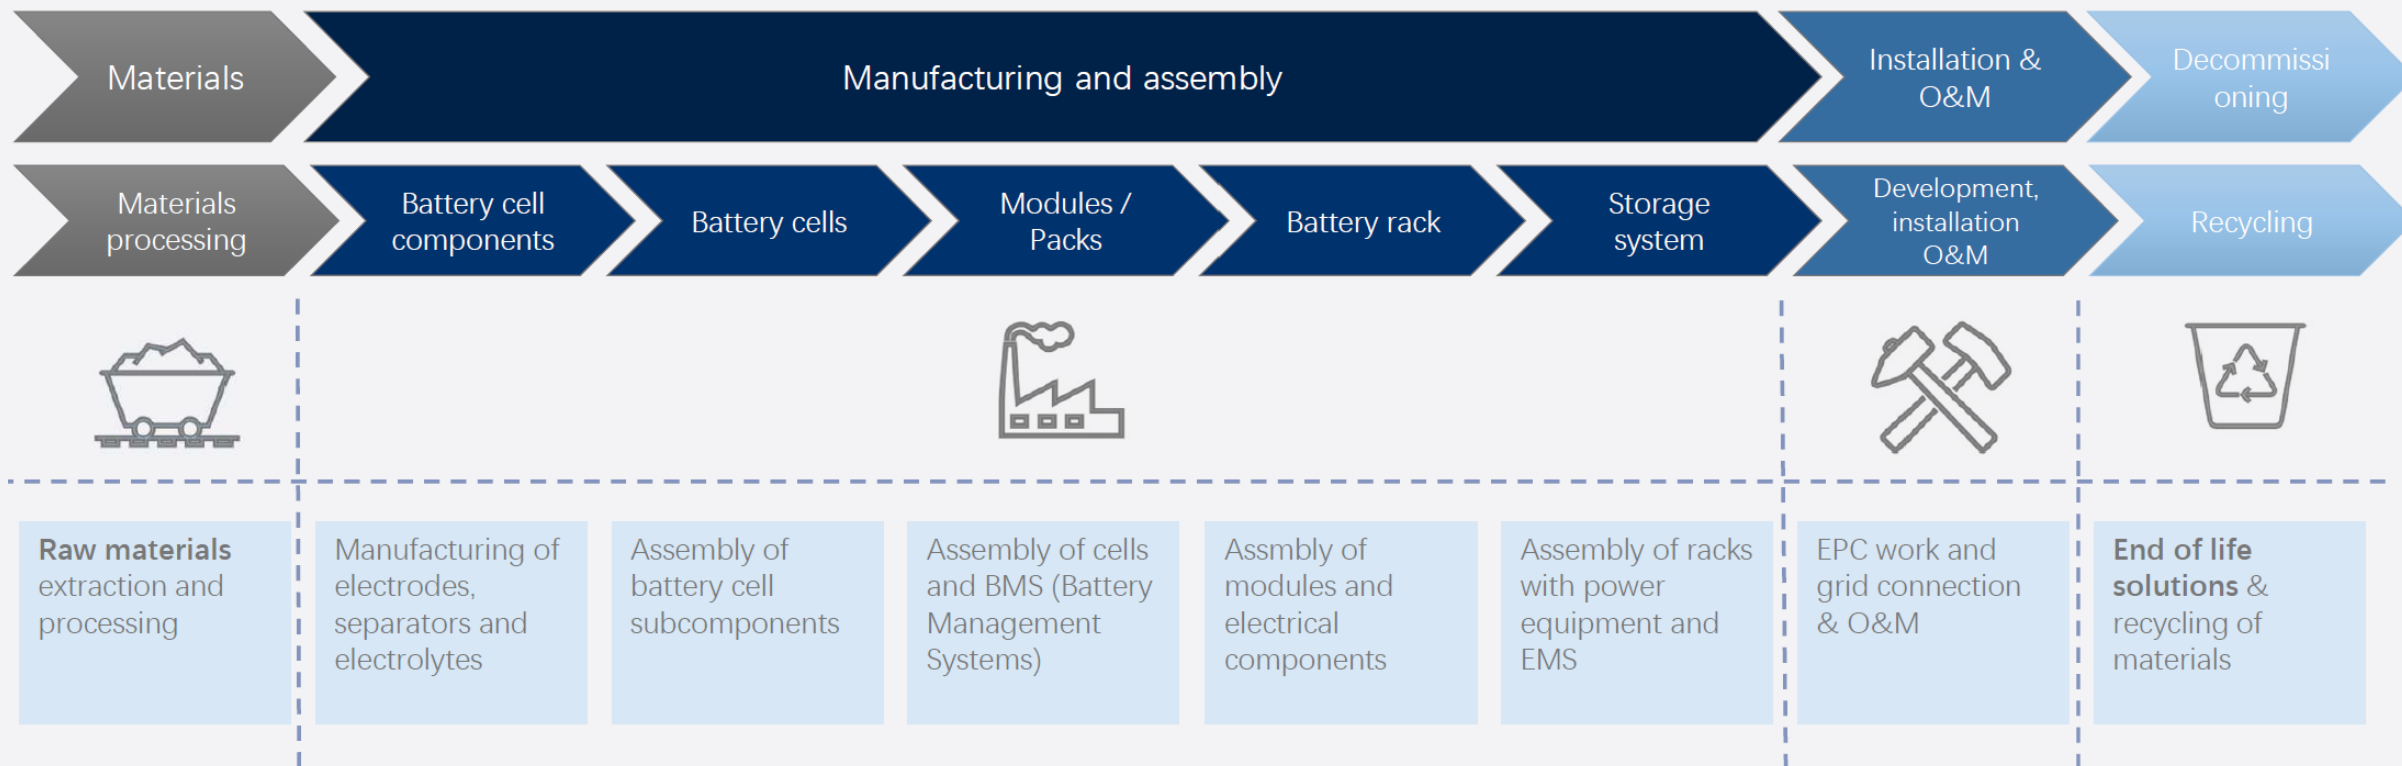 Materials
Manufacturing and assembly
Installation &
O&M
Decommissi
oning
Materials
processing
Battery cell
components
Battery cells
Modules /
Packs
Battery rack
Storage
system
Development,
installation
O&M
Recycling
Raw materials
extraction and
processing
Manufacturing of
electrodes,
separators and
electrolytes
Assembly of
battery cell
subcomponents
Assembly of cells
and BMS (Battery
Management
Systems)
Assmbly of
modules and
electrical
components
Assembly of racks
with power
equipment and
EMS
EPC work and
grid connection
& O&M
End of life
solutions &
recycling of
materials